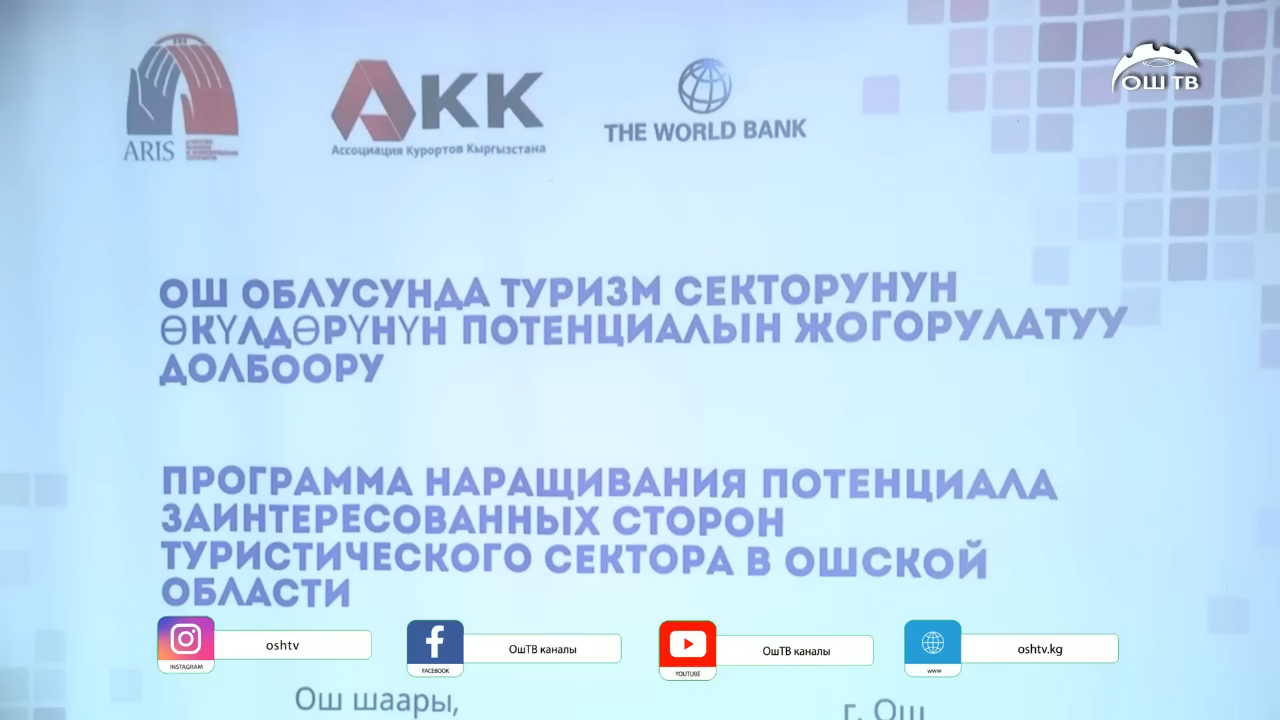 ОШ ТВ
ARIS
АКК
Ассоциация Курортов Кыргызстана
THE WORLD BANK
ОШ ОБЛУСУНДА ТУРИЗМ СЕКТОРУНУН
ӨКҮЛДӨРҮНҮН ПОТЕНЦИАЛЫН ЖОГОРУЛАТУУ
ДОЛБООРУ
ПРОГРАММА НАРАЩИВАНИЯ ПОТЕНЦИАЛА
ЗАИНТЕРЕСОВАННЫХ СТОРОН
ТУРИСТИЧЕСКОГО СЕКТОРА В ОШСКОЙ
ОБЛАСТИ
INSTAGRAM
oshtv
FACEBOOK
ОшТВ каналы
YOUTUBE
ОшТВ каналы
www
oshtv.kg
Ош шаары,
г. Ош